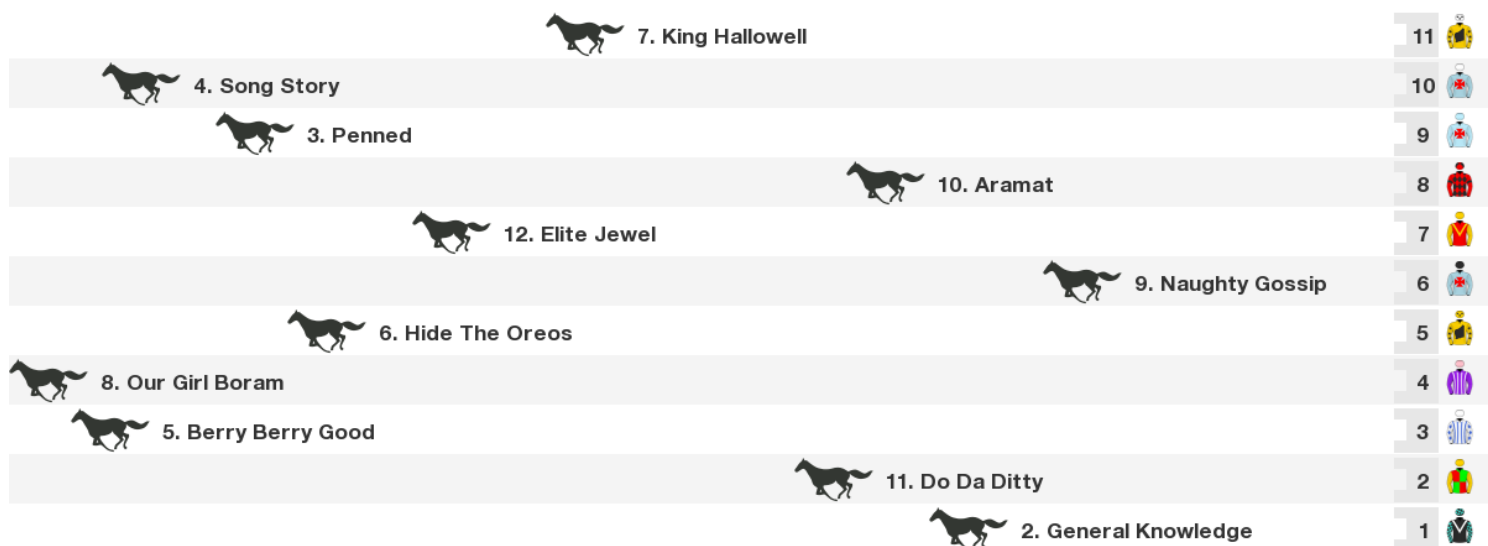 7. King Hallowell 11
4. Song Story 10
3. Penned 9
10. Aramat 8
12. Elite Jewel 7
9. Naughty Gossip 6
6. Hide The Oreos 5
8. Our Girl Boram 4
5. Berry Berry Good 3
11. Do Da Ditty 2
2. General Knowledge 1